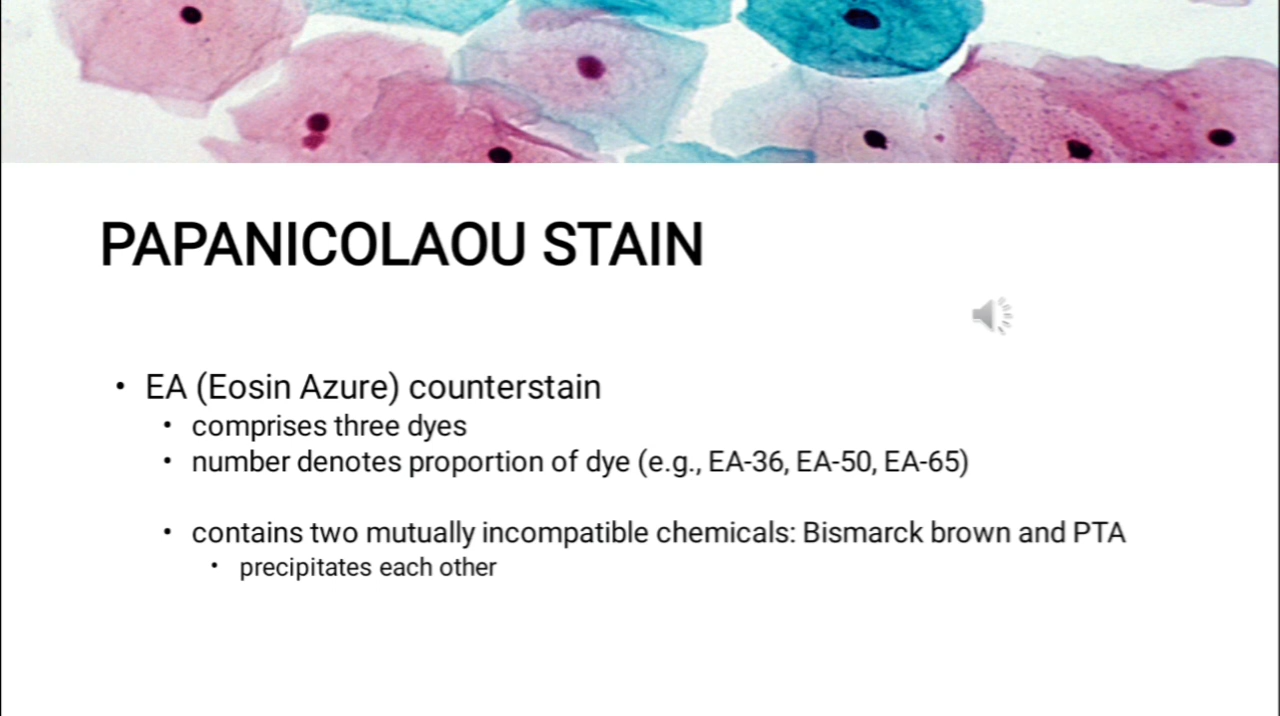 PAPANICOLAOU STAIN
• EA (Eosin Azure) counterstain
• comprises three dyes
• number denotes proportion of dye (e.g., EA-36, EA-50, EA-65)
• contains two mutually incompatible chemicals: Bismarck brown and PTA
• precipitates each other